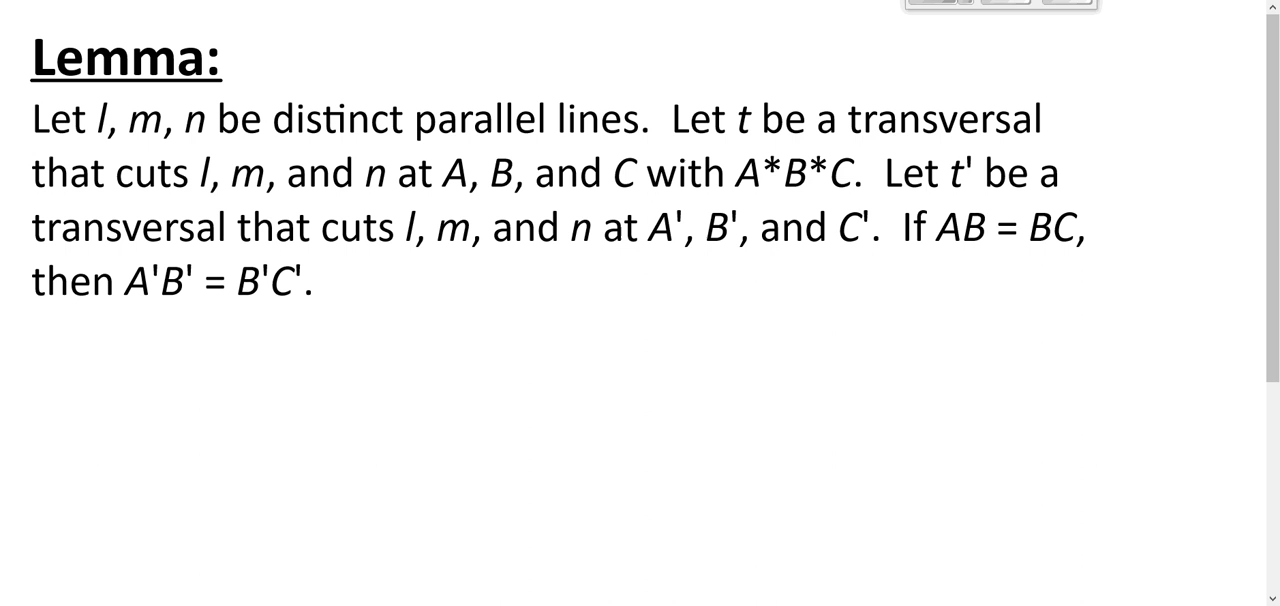 Lemma:
Let l, m, n be distinct parallel lines. Let t be a transversal
that cuts l, m, and n at A, B, and C with A*B*C. Let t' be a
transversal that cuts l, m, and n at A', B', and C'. If AB = BC,
then A'B' = B'C'.